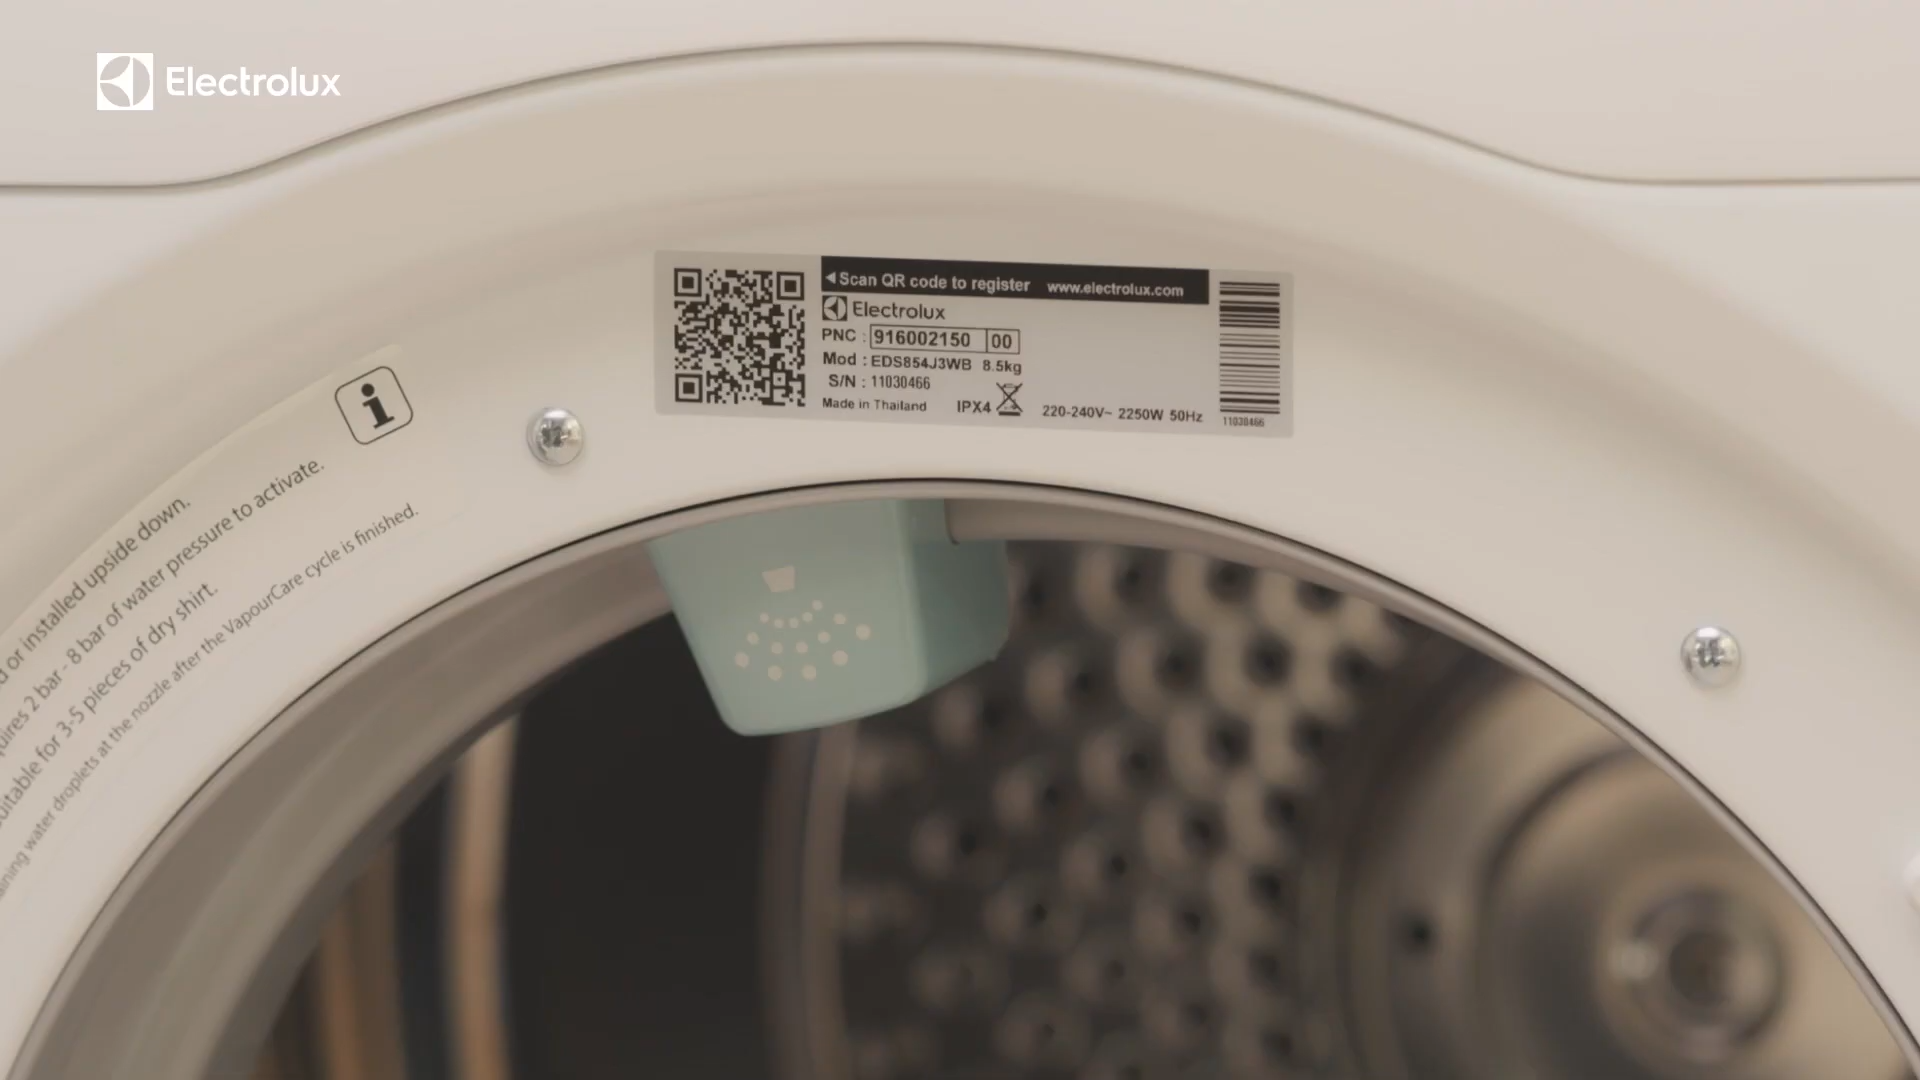 Electrolux
◄Scan QR code to register www.electrolux.com
Electrolux
PNC : 916002150 00
Mod : EDS854J3WB 8.5kg
S/N : 11030466
Made in Thailand IPX4 220-240V~ 2250W 50Hz
11030466
i
or installed upside down.
2 bar - 8 bar of water pressure to activate.
for 3-5 pieces of dry shirt.
water droplets at the nozzle after the VapourCare cycle is finished.